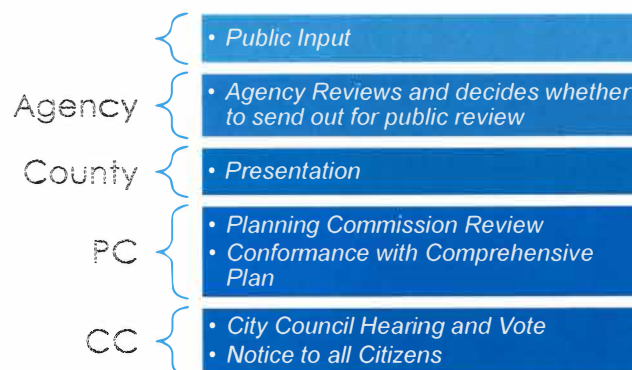 • Public Input
Agency
• Agency Reviews and decides whether
to send out for public review
County
• Presentation
PC
• Planning Commission Review
• Conformance with Comprehensive
Plan
CC
• City Council Hearing and Vote
• Notice to all Citizens